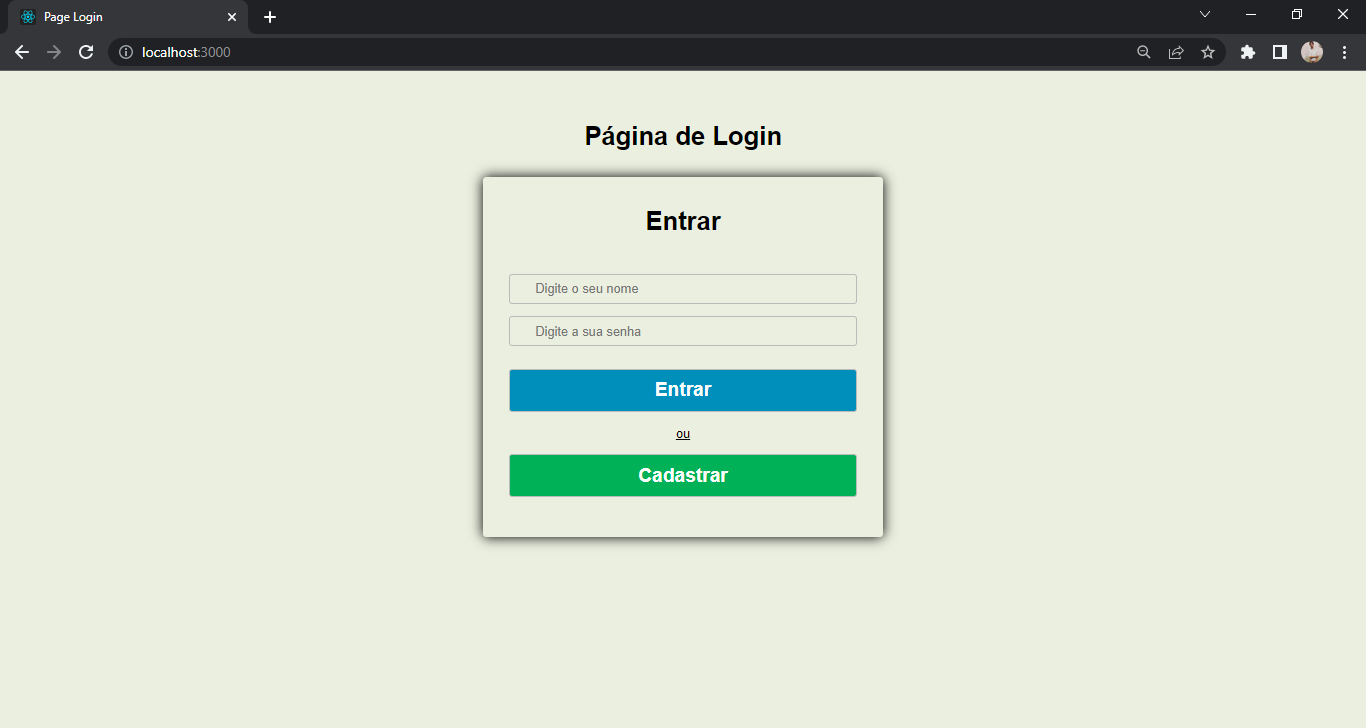 Page Login
localhost:3000
Página de Login
Entrar
Digite o seu nome
Digite a sua senha
Entrar
ou
Cadastrar